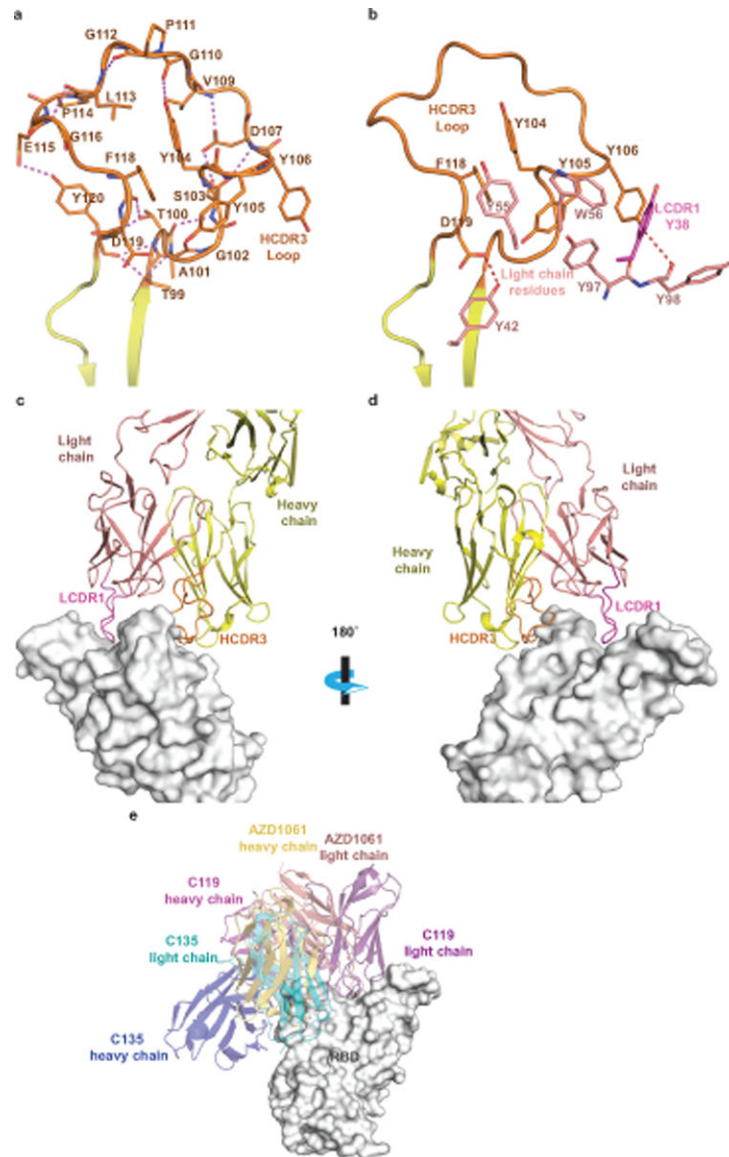 a
P111
G112
G110
V109
L113
P114
D107
E115
G116
Y104
Y106
F118
S103
Y120
T100
Y105
HCDR3
Loop
D119
G102
A101
T99
b
HCDR3
Loop
Y104
Y106
F118
Y105
Y55
W56
LCDR1
Y38
D119
Light chain
residues
Y97
Y98
Y42
c
Light
chain
Heavy
chain
LCDR1
HCDR3
180°
d
Light
chain
Heavy
chain
LCDR1
HCDR3
e
AZD1061
heavy chain
AZD1061
light chain
C119
heavy chain
C135
light chain
C119
light chain
C135
heavy chain
RBD